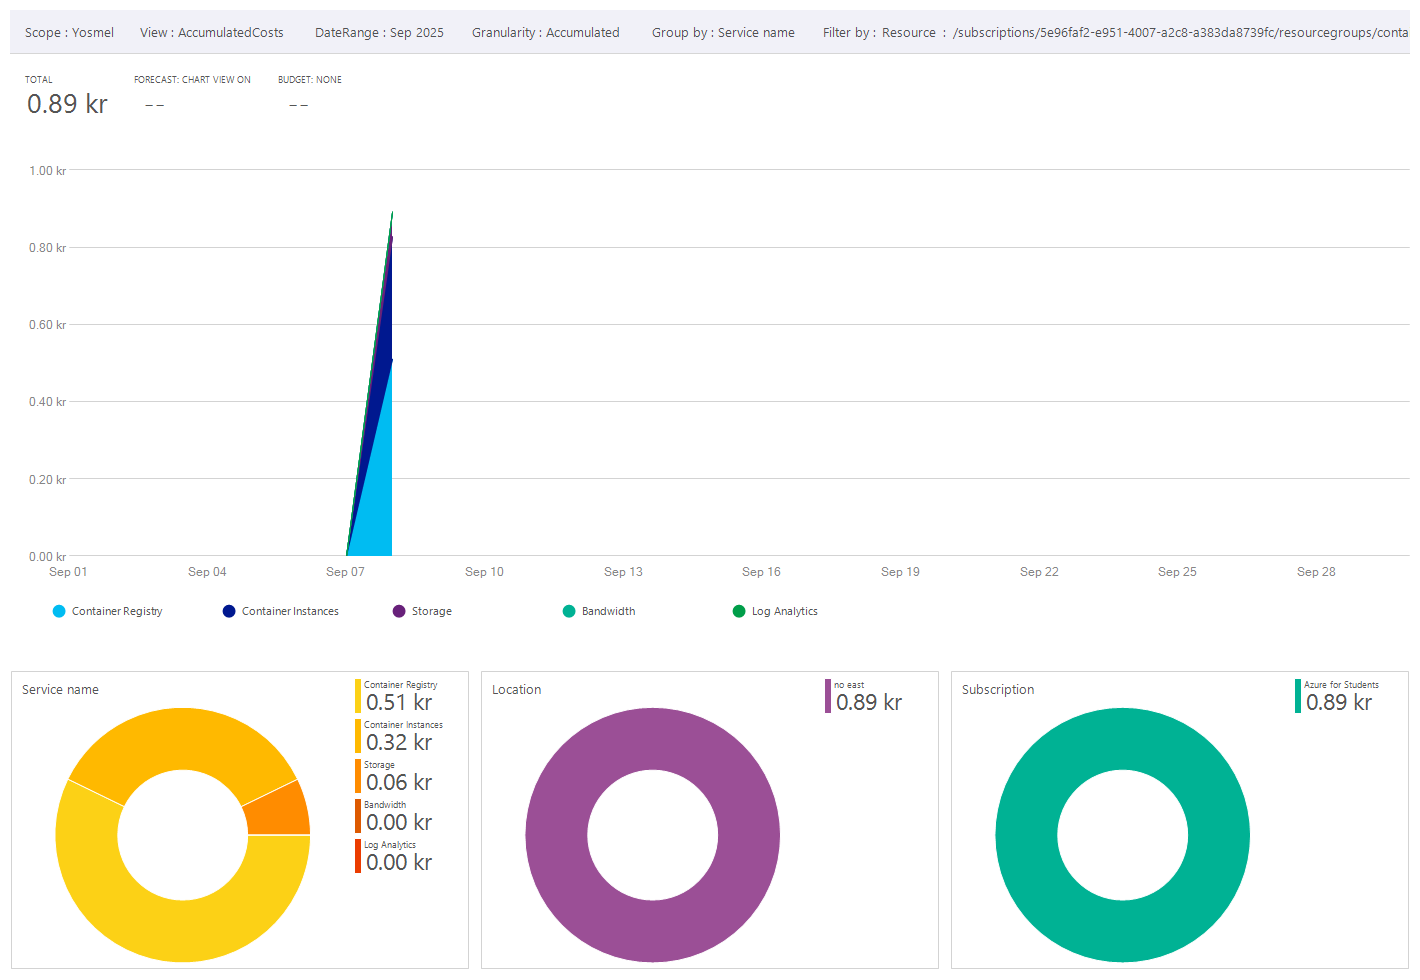 Scope : Yosmel View : AccumulatedCosts DateRange : Sep 2025 Granularity : Accumulated Group by : Service name Filter by : Resource : /subscriptions/5e96faf2-e951-4007-a2c8-a383da8739fc/resourcegroups/conta
TOTAL FORECAST: CHART VIEW ON BUDGET: NONE
0.89 kr -- --
1.00 kr
0.80 kr
0.60 kr
0.40 kr
0.20 kr
0.00 kr
Sep 01 Sep 04 Sep 07 Sep 10 Sep 13 Sep 16 Sep 19 Sep 22 Sep 25 Sep 28
Container Registry Container Instances Storage Bandwidth Log Analytics
Service name
Container Registry
0.51 kr
Container Instances
0.32 kr
Storage
0.06 kr
Bandwidth
0.00 kr
Log Analytics
0.00 kr
Location
no east
0.89 kr
Subscription
Azure for Students
0.89 kr